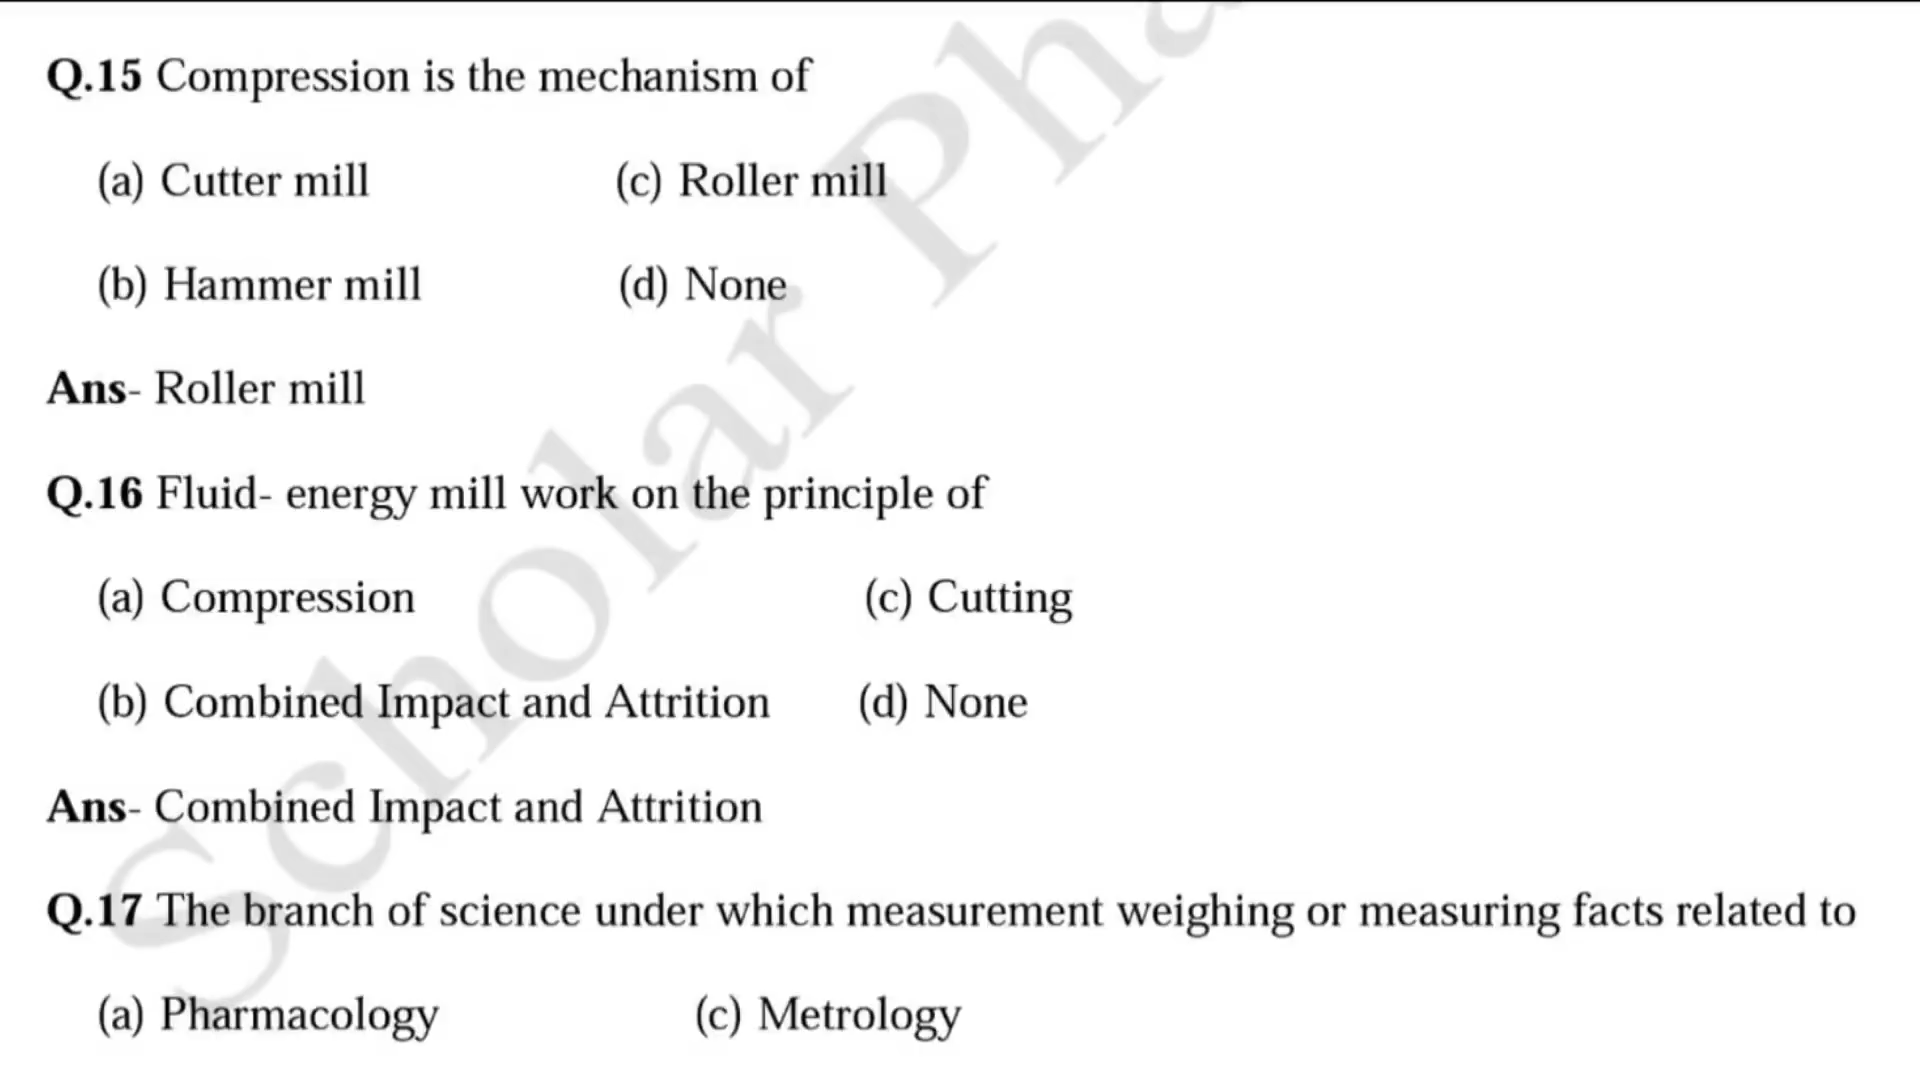 Q.15 Compression is the mechanism of
(a) Cutter mill (c) Roller mill
(b) Hammer mill (d) None
Ans- Roller mill
Q.16 Fluid- energy mill work on the principle of
(a) Compression (c) Cutting
(b) Combined Impact and Attrition (d) None
Ans- Combined Impact and Attrition
Q.17 The branch of science under which measurement weighing or measuring facts related to
(a) Pharmacology (c) Metrology
Scholar Pha